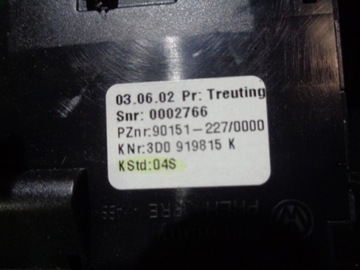 03.06.02 Pr: Treuting
Snr: 0002766
PZnr:90151-227/0000
KNr:3D0 919815 K
KStd:04S